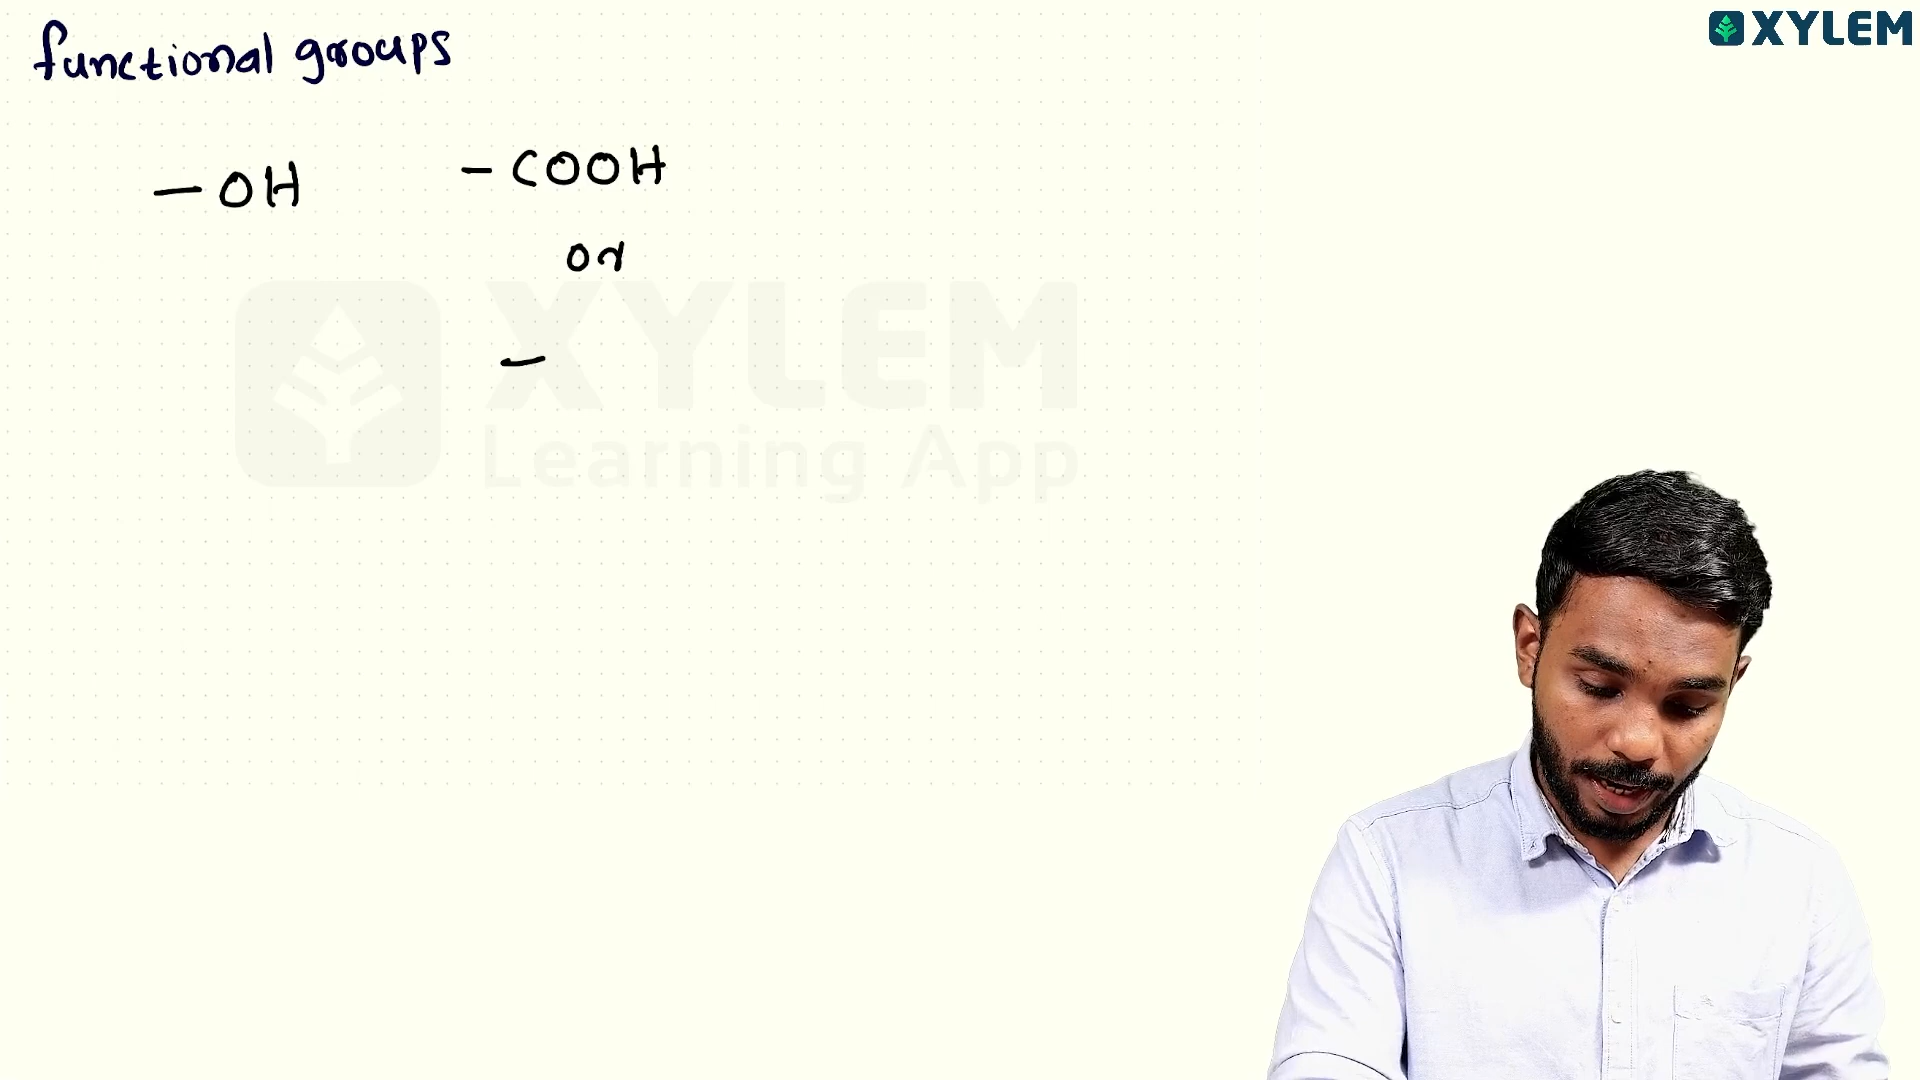 functional groups
XYLEM
– OH – COOH
or
–
XYLEM
Learning App